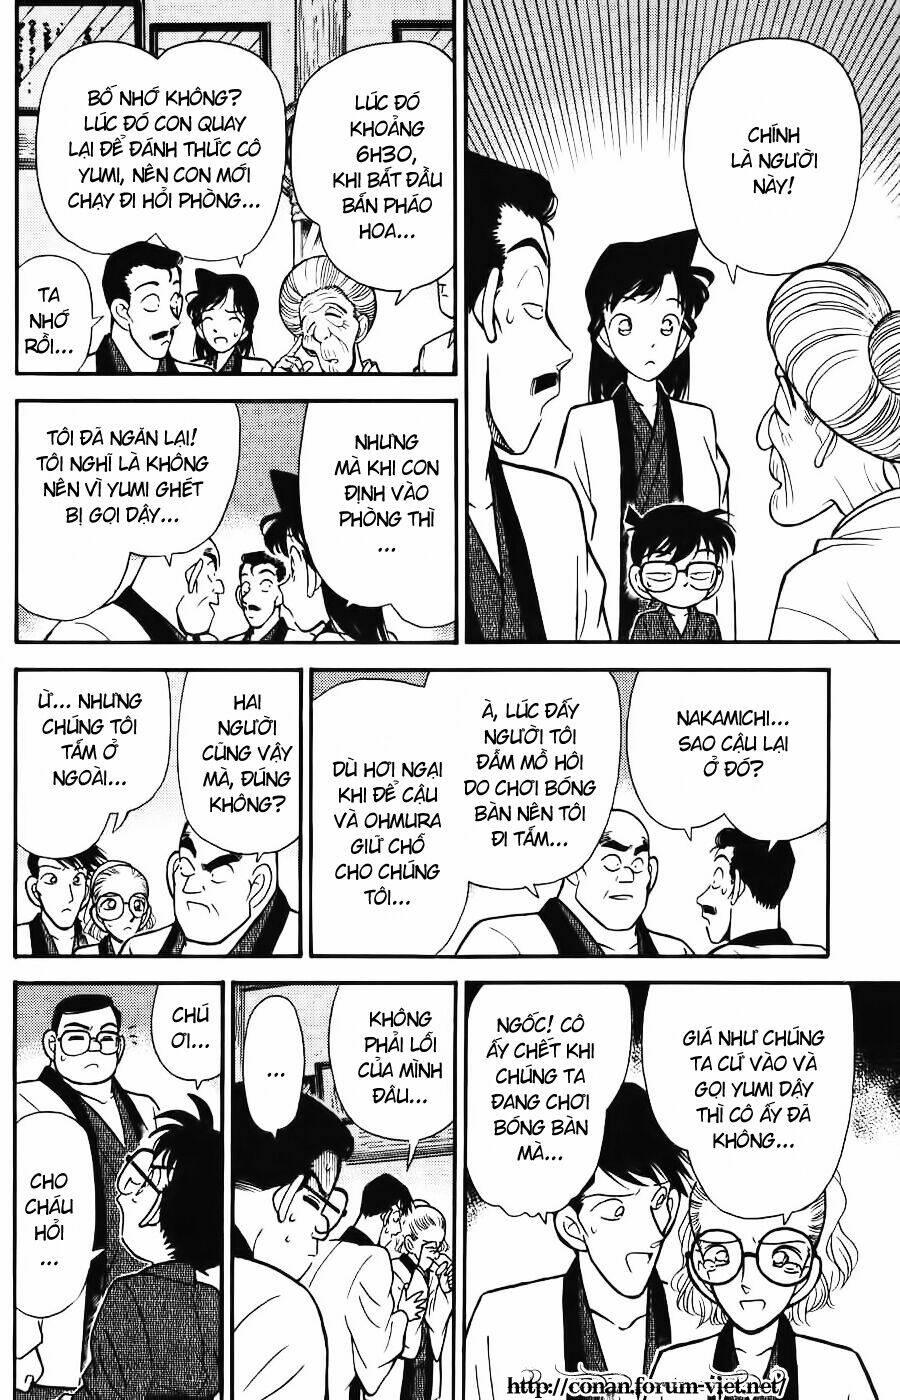 CHÍNH
LÀ NGƯỜI
NÀY!
LÚC ĐÓ
KHOẢNG
6H30,
KHI BẮT ĐẦU
BẮN PHÁO
HOA...
BỐ NHỚ KHÔNG?
LÚC ĐÓ CON QUAY
LẠI ĐỂ ĐÁNH THỨC CÔ
YUMI, NÊN CON MỚI
CHẠY ĐI HỎI PHÒNG...
TA
NHỚ
RỒI...
NHƯNG
MÀ KHI CON
ĐỊNH VÀO
PHÒNG THÌ
...
TÔI ĐÃ NGĂN LẠI!
TÔI NGHĨ LÀ KHÔNG
NÊN VÌ YUMI GHÉT
BỊ GỌI DẬY...
NAKAMICHI...
SAO CẬU LẠI
Ở ĐÓ?
À, LÚC ĐẤY
NGƯỜI TÔI
ĐẪM MỒ HÔI
DO CHƠI BÓNG
BÀN NÊN TÔI
ĐI TẮM...
DÙ HƠI NGẠI
KHI ĐỂ CẬU
VÀ OHMURA
GIỮ CHỖ
CHO CHÚNG
TÔI...
HAI
NGƯỜI
CŨNG VẬY
MÀ, ĐÚNG
KHÔNG?
Ừ... NHƯNG
CHÚNG TÔI
TẮM Ở
NGOÀI...
GIÁ NHƯ CHÚNG
TA CỨ VÀO VÀ
GỌI YUMI DẬY
THÌ CÔ ẤY ĐÃ
KHÔNG...
NGỐC! CÔ
ẤY CHẾT KHI
CHÚNG TA
ĐANG CHƠI
BÓNG BÀN
MÀ...
KHÔNG
PHẢI LỖI
CỦA MÌNH
ĐÂU...
...
CHÚ
ƠI...
CHO
CHÁU
HỎI
...
http://conan.forum-viet.net/